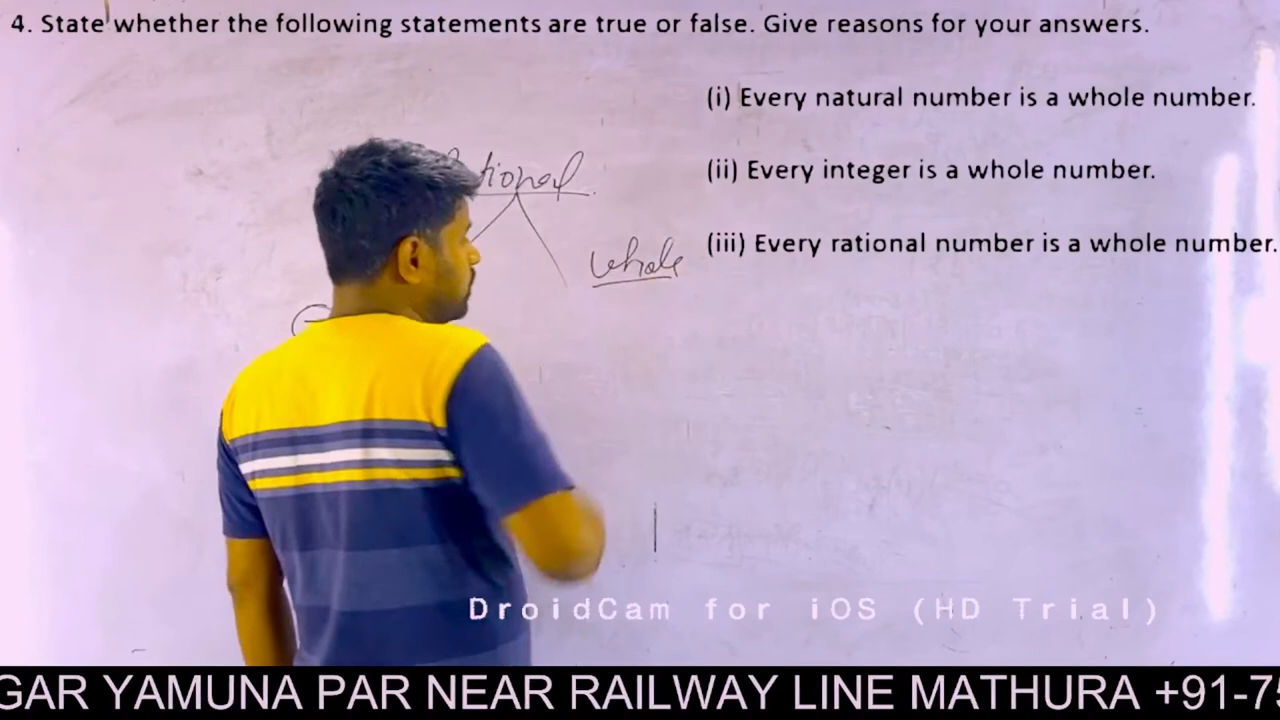 4. State whether the following statements are true or false. Give reasons for your answers.
(i) Every natural number is a whole number.
(ii) Every integer is a whole number.
(iii) Every rational number is a whole number.
whole
DroidCam for iOS (HD Trial)
GAR YAMUNA PAR NEAR RAILWAY LINE MATHURA +91-75